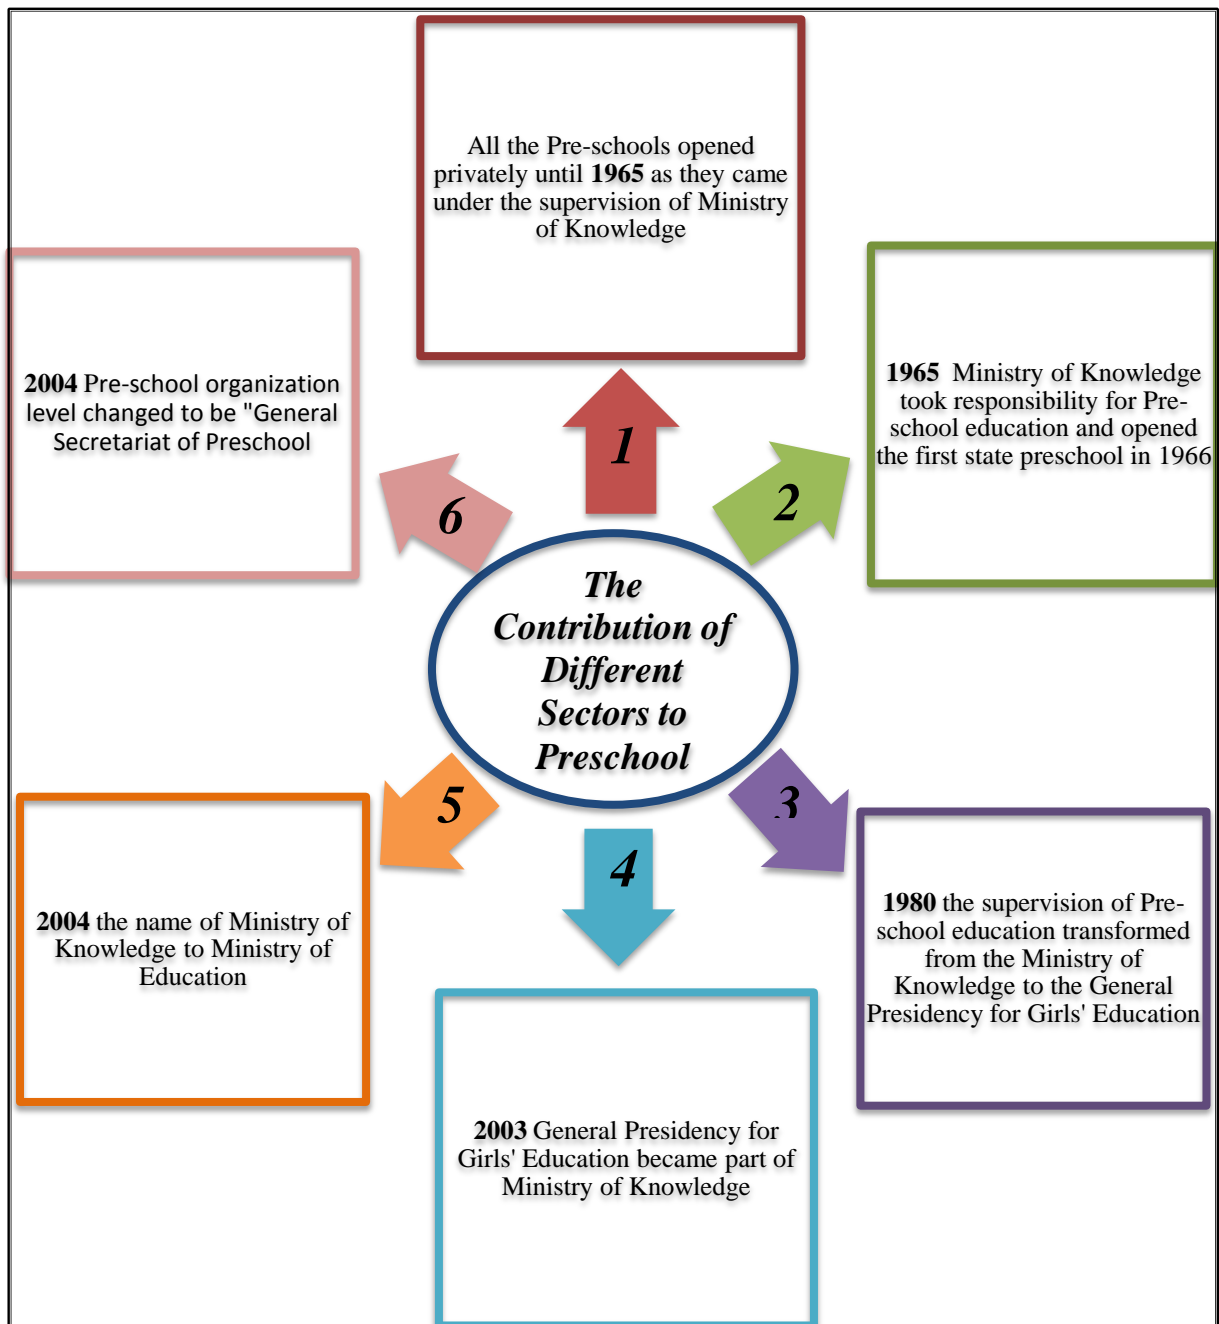 All the Pre-schools opened
privately until 1965 as they came
under the supervision of Ministry
of Knowledge
1
1965 Ministry of Knowledge
took responsibility for Pre-
school education and opened
the first state preschool in 1966
2
2004 Pre-school organization
level changed to be "General
Secretariat of Preschool
6
The
Contribution of
Different
Sectors to
Preschool
3
1980 the supervision of Pre-
school education transformed
from the Ministry of
Knowledge to the General
Presidency for Girls' Education
4
2003 General Presidency for
Girls' Education became part of
Ministry of Knowledge
5
2004 the name of Ministry of
Knowledge to Ministry of
Education